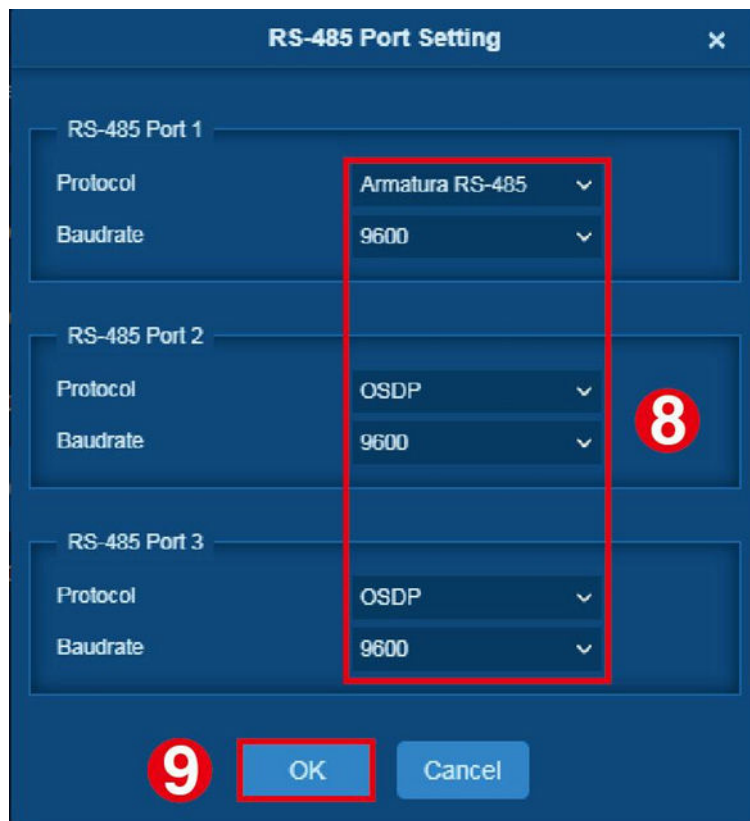 RS-485 Port Setting ×
RS-485 Port 1
Protocol Armatura RS-485
Baudrate 9600
RS-485 Port 2
Protocol OSDP
Baudrate 9600
8
RS-485 Port 3
Protocol OSDP
Baudrate 9600
9 OK Cancel